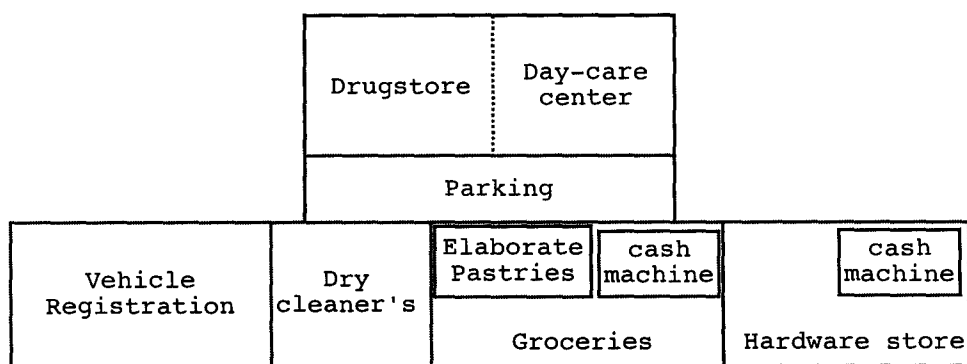 Drugstore
Day-care
center
Parking
Vehicle
Registration
Dry
cleaner's
Elaborate
Pastries
cash
machine
Groceries
cash
machine
Hardware store